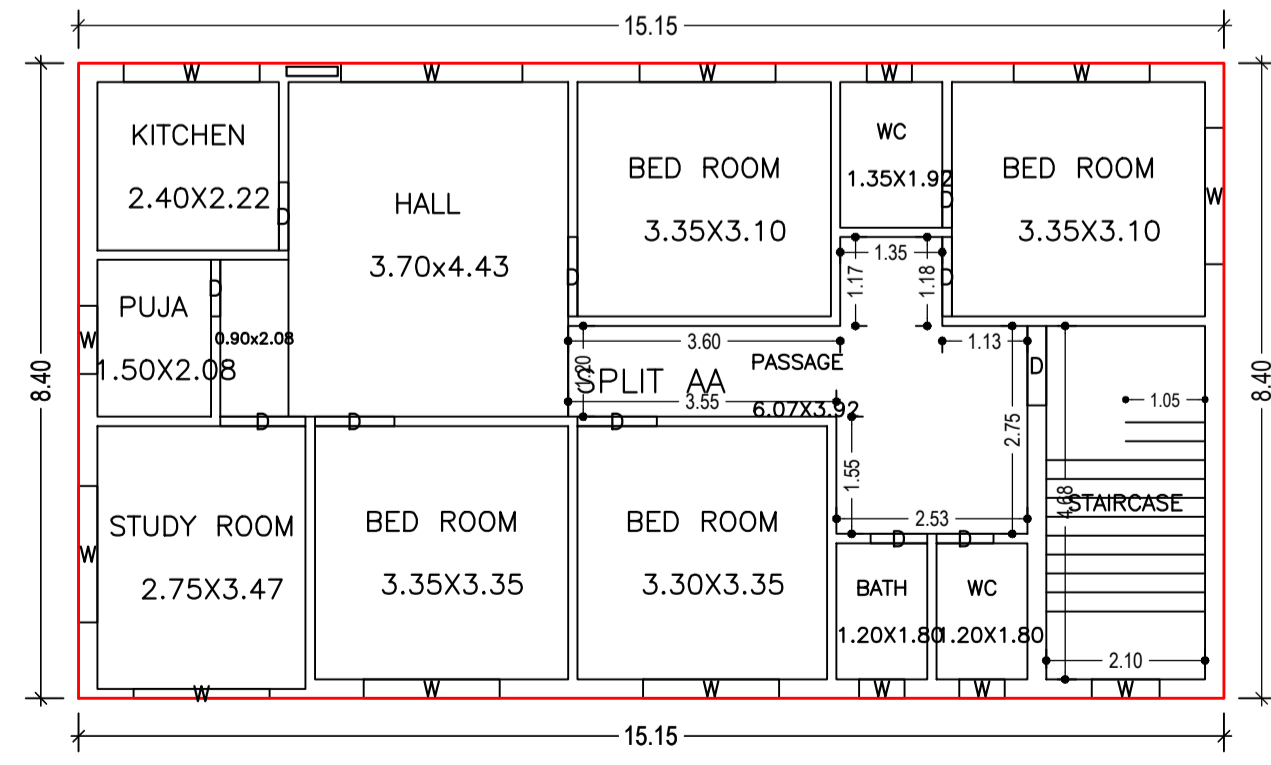 15.15
W
W
W
W
W
KITCHEN
2.40X2.22
D
HALL
3.70x4.43
BED ROOM
3.35X3.10
WC
1.35X1.92
D
BED ROOM
3.35X3.10
W
8.40
8.40
PUJA
1.50X2.08
W
D
0.90x2.08
D
1.35
1.17
1.18
D
3.60
1.13
PASSAGE
6.07X3.92
SPLIT AA
1.20
3.55
D
1.05
2.75
1.55
2.53
4.68
STAIRCASE
2.10
D
D
D
STUDY ROOM
2.75X3.47
W
BED ROOM
3.35X3.35
BED ROOM
3.30X3.35
D
D
BATH
1.20X1.80
WC
1.20X1.80
W
W
W
W
W
W
15.15